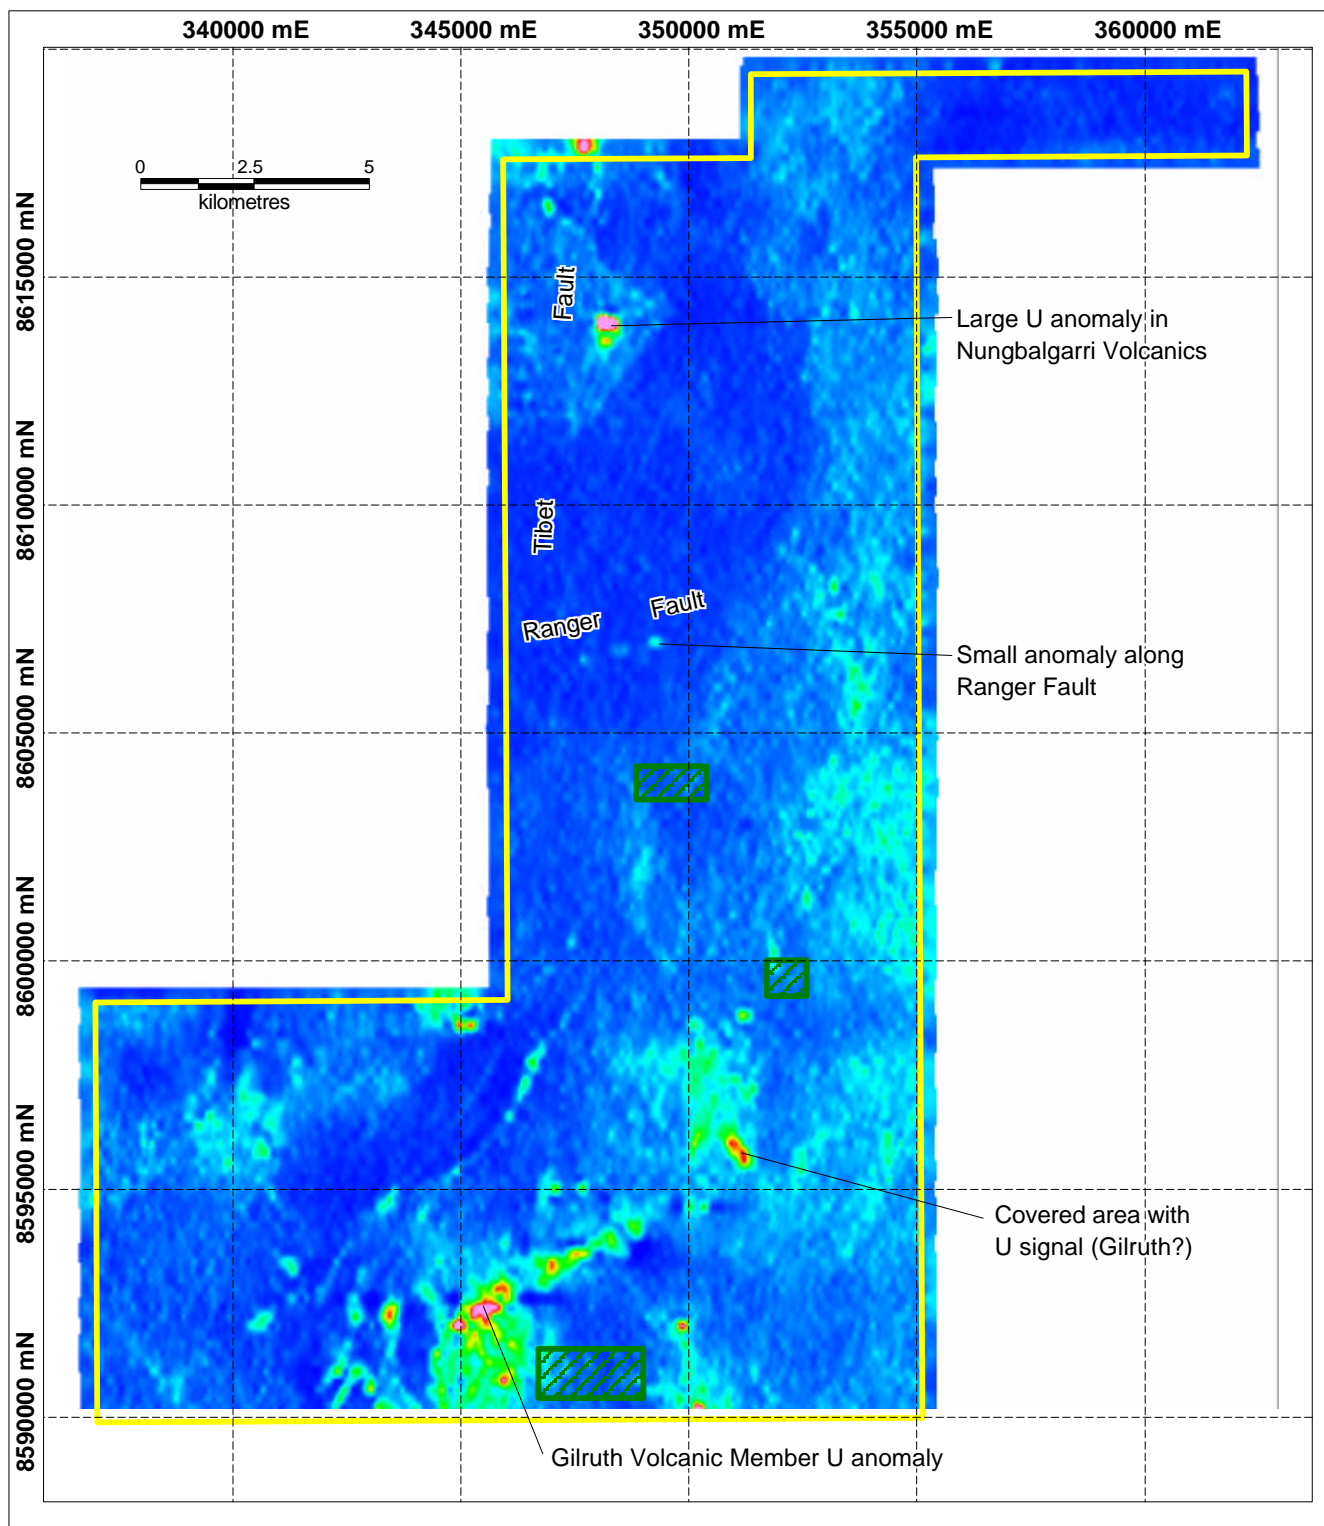 340000 mE
345000 mE
350000 mE
355000 mE
360000 mE
0
2.5
5
kilometres
8615000 mN
Fault
Large U anomaly in
Nungbalgarri Volcanics
8610000 mN
Tibet
Ranger
Fault
Small anomaly along
Ranger Fault
8605000 mN
8600000 mN
8595000 mN
Covered area with
U signal (Gilruth?)
8590000 mN
Gilruth Volcanic Member U anomaly